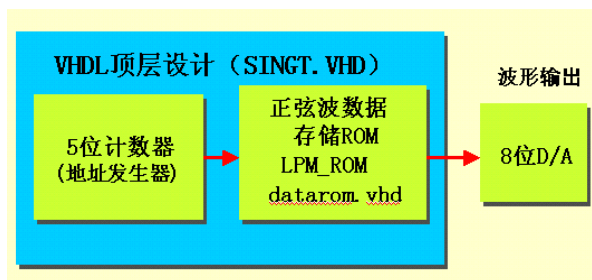 VHDL顶层设计（SINGT.VHD）
5位计数器
(地址发生器)
正弦波数据
存储ROM
LPM_ROM
datarom.vhd
波形输出
8位D/A